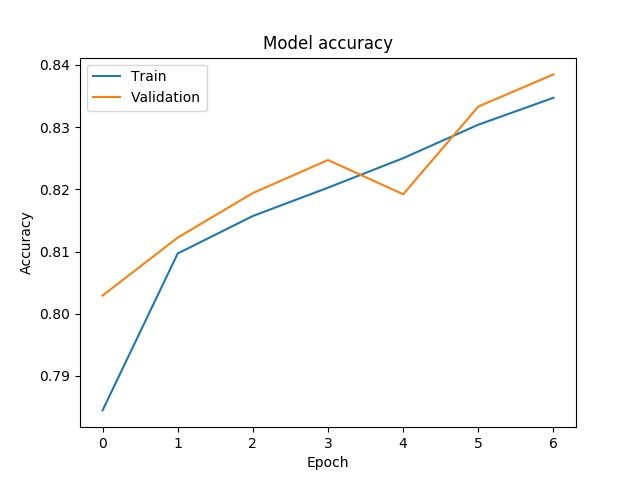 Model accuracy
Train
Validation
0.84
0.83
0.82
0.81
0.80
0.79
Accuracy
0 1 2 3 4 5 6
Epoch